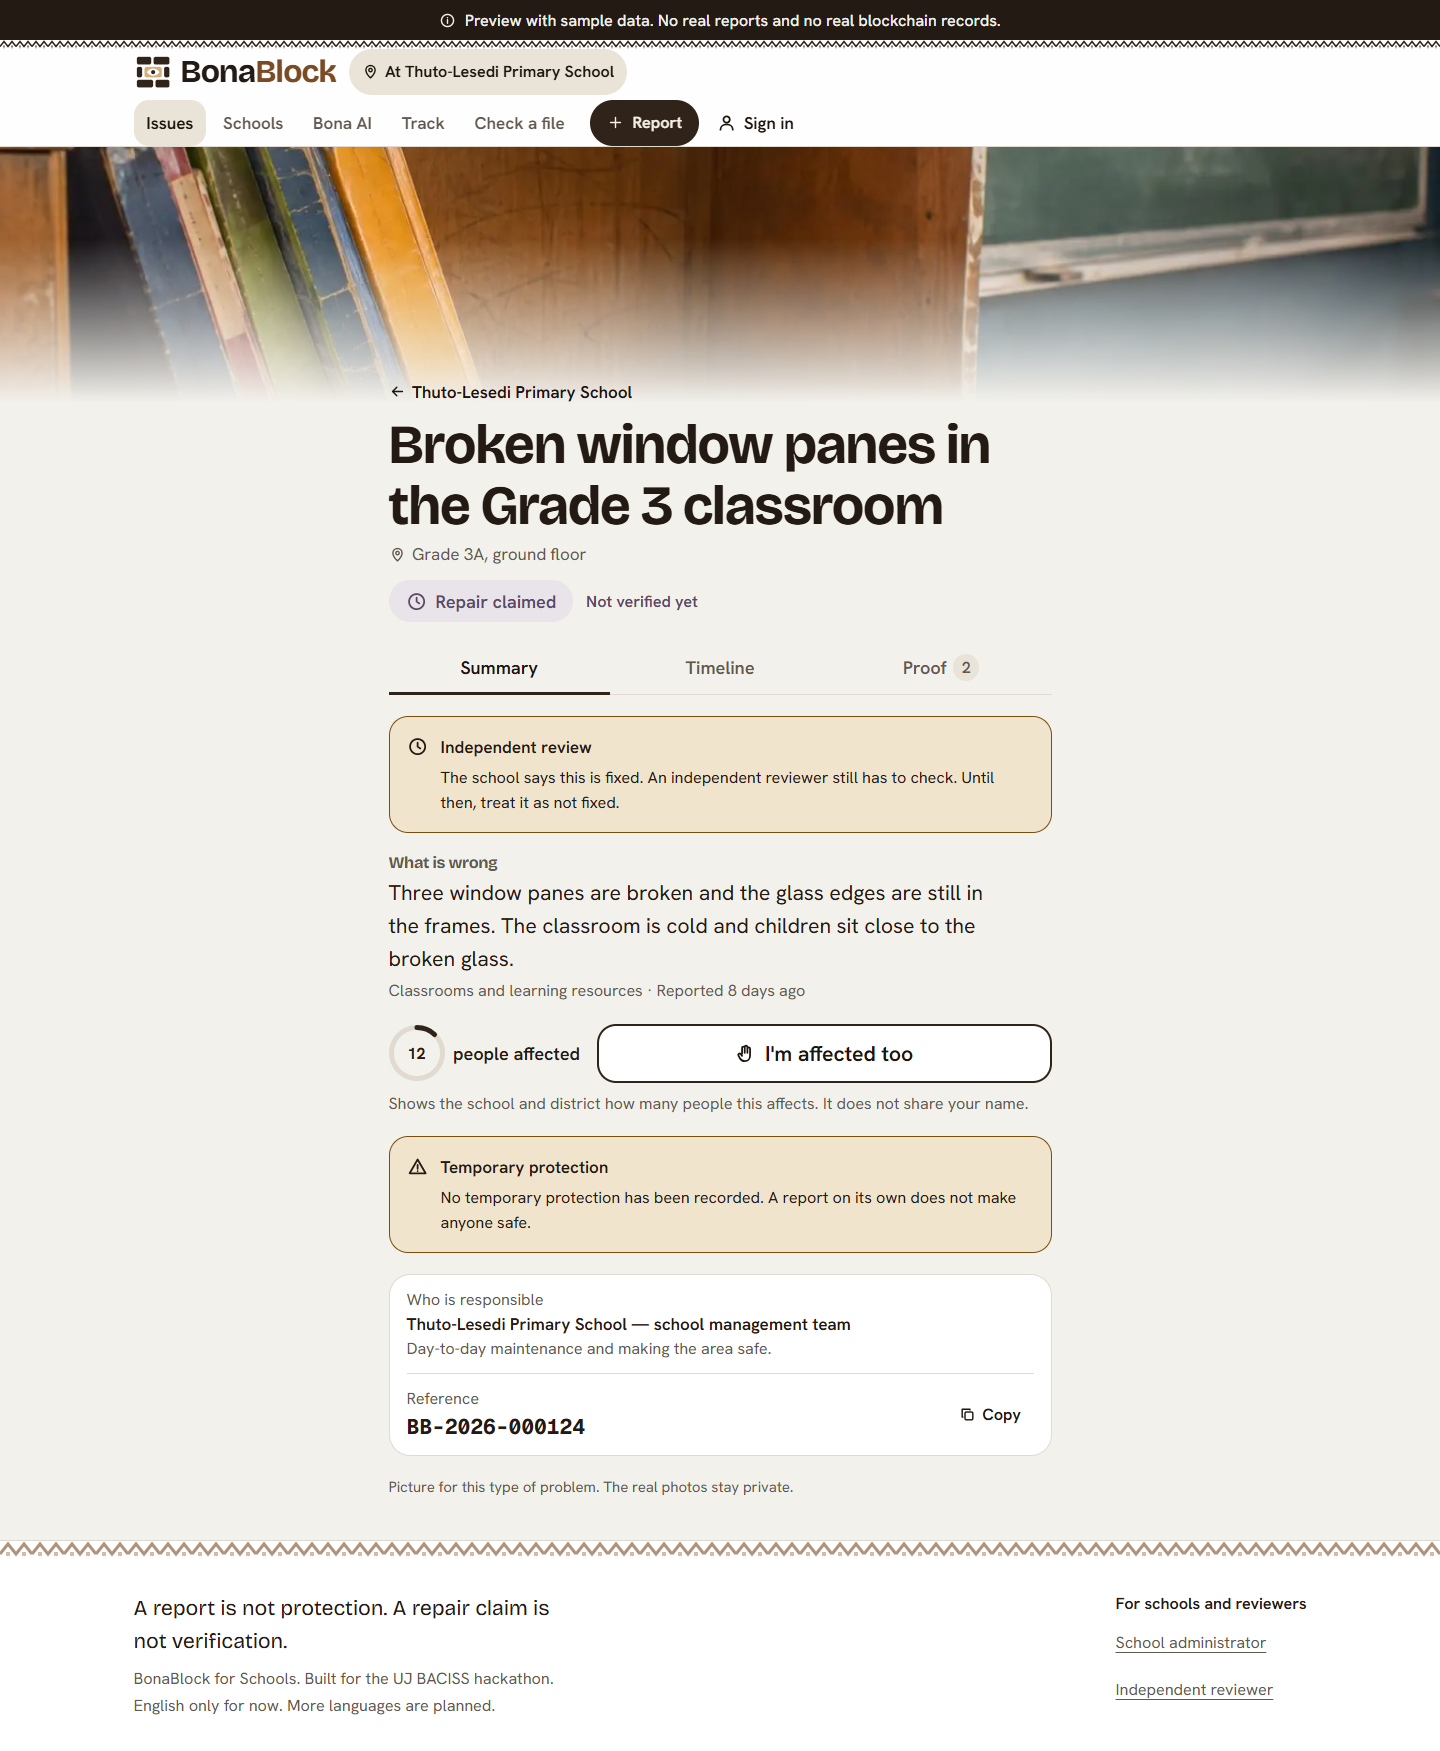 Preview with sample data. No real reports and no real blockchain records.
BonaBlock
At Thuto-Lesedi Primary School
Issues Schools Bona AI Track Check a file + Report Sign in
← Thuto-Lesedi Primary School
Broken window panes in
the Grade 3 classroom
Grade 3A, ground floor
Repair claimed Not verified yet
Summary Timeline Proof 2
Independent review
The school says this is fixed. An independent reviewer still has to check. Until
then, treat it as not fixed.
What is wrong
Three window panes are broken and the glass edges are still in
the frames. The classroom is cold and children sit close to the
broken glass.
Classrooms and learning resources · Reported 8 days ago
12 people affected I'm affected too
Shows the school and district how many people this affects. It does not share your name.
Temporary protection
No temporary protection has been recorded. A report on its own does not make
anyone safe.
Who is responsible
Thuto-Lesedi Primary School — school management team
Day-to-day maintenance and making the area safe.
Reference
BB-2026-000124
Copy
Picture for this type of problem. The real photos stay private.
A report is not protection. A repair claim is
not verification.
BonaBlock for Schools. Built for the UJ BACISS hackathon.
English only for now. More languages are planned.
For schools and reviewers
School administrator
Independent reviewer